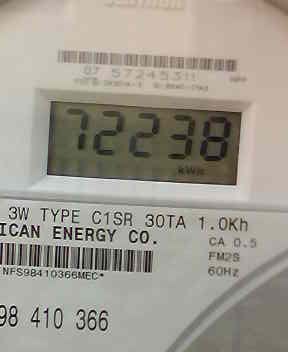 07 57245311
72238
kWh
3W TYPE C1SR 30TA 1.0Kh
ICAN ENERGY CO.
CA 0.5
FM2S
60Hz
NFS98410366MEC*
98 410 366